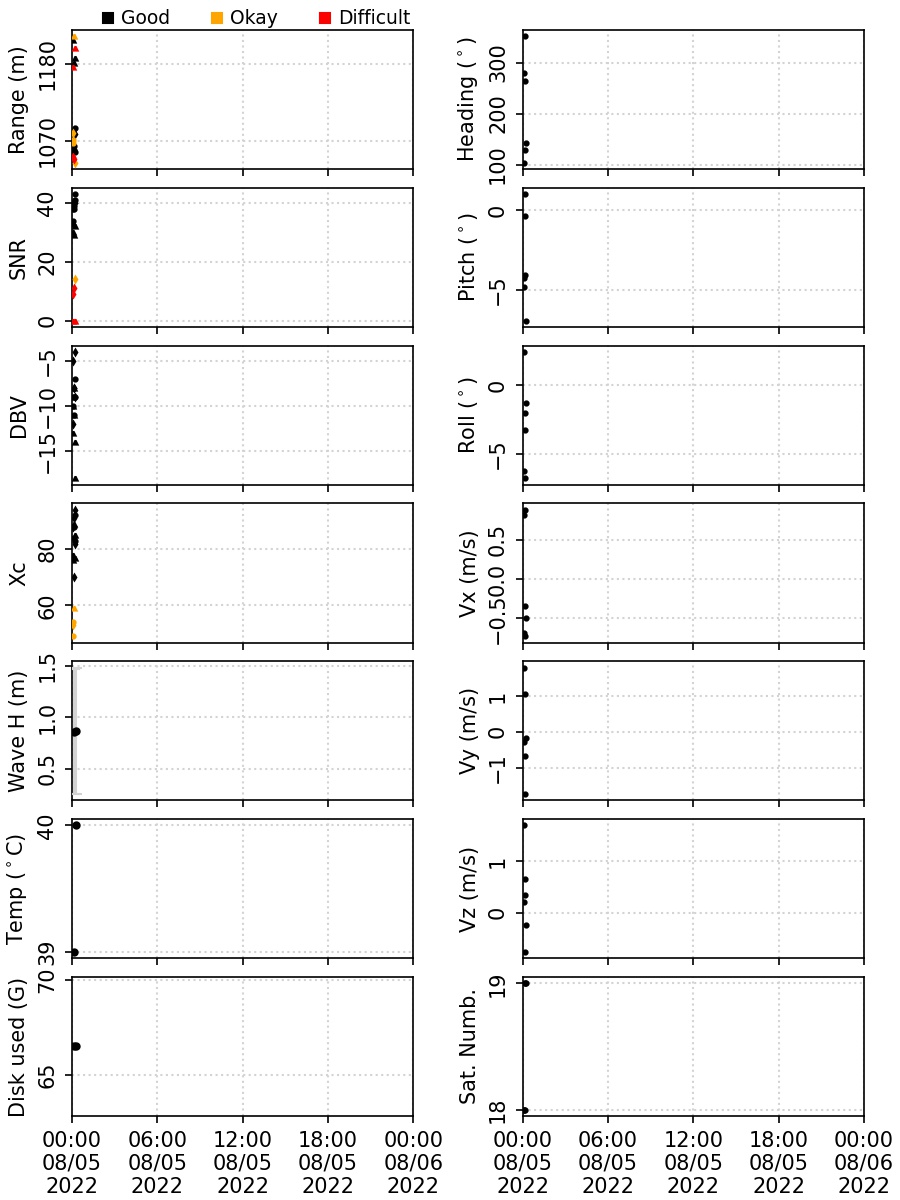 Good Okay Difficult
Range (m)
1180
1070
Heading (°)
300
200
100
SNR
40
20
0
Pitch (°)
0
−5
DBV
−5
−10
−15
Roll (°)
0
−5
Xc
80
60
Vx (m/s)
0.5
0.0
−0.5
Wave H (m)
1.5
1.0
0.5
Vy (m/s)
1
0
−1
Temp (°C)
40
39
Vz (m/s)
1
0
Disk used (G)
70
65
Sat. Numb.
19
18
00:00 06:00 12:00 18:00 00:00
08/05 08/05 08/05 08/05 08/06
2022 2022 2022 2022 2022
00:00 06:00 12:00 18:00 00:00
08/05 08/05 08/05 08/05 08/06
2022 2022 2022 2022 2022